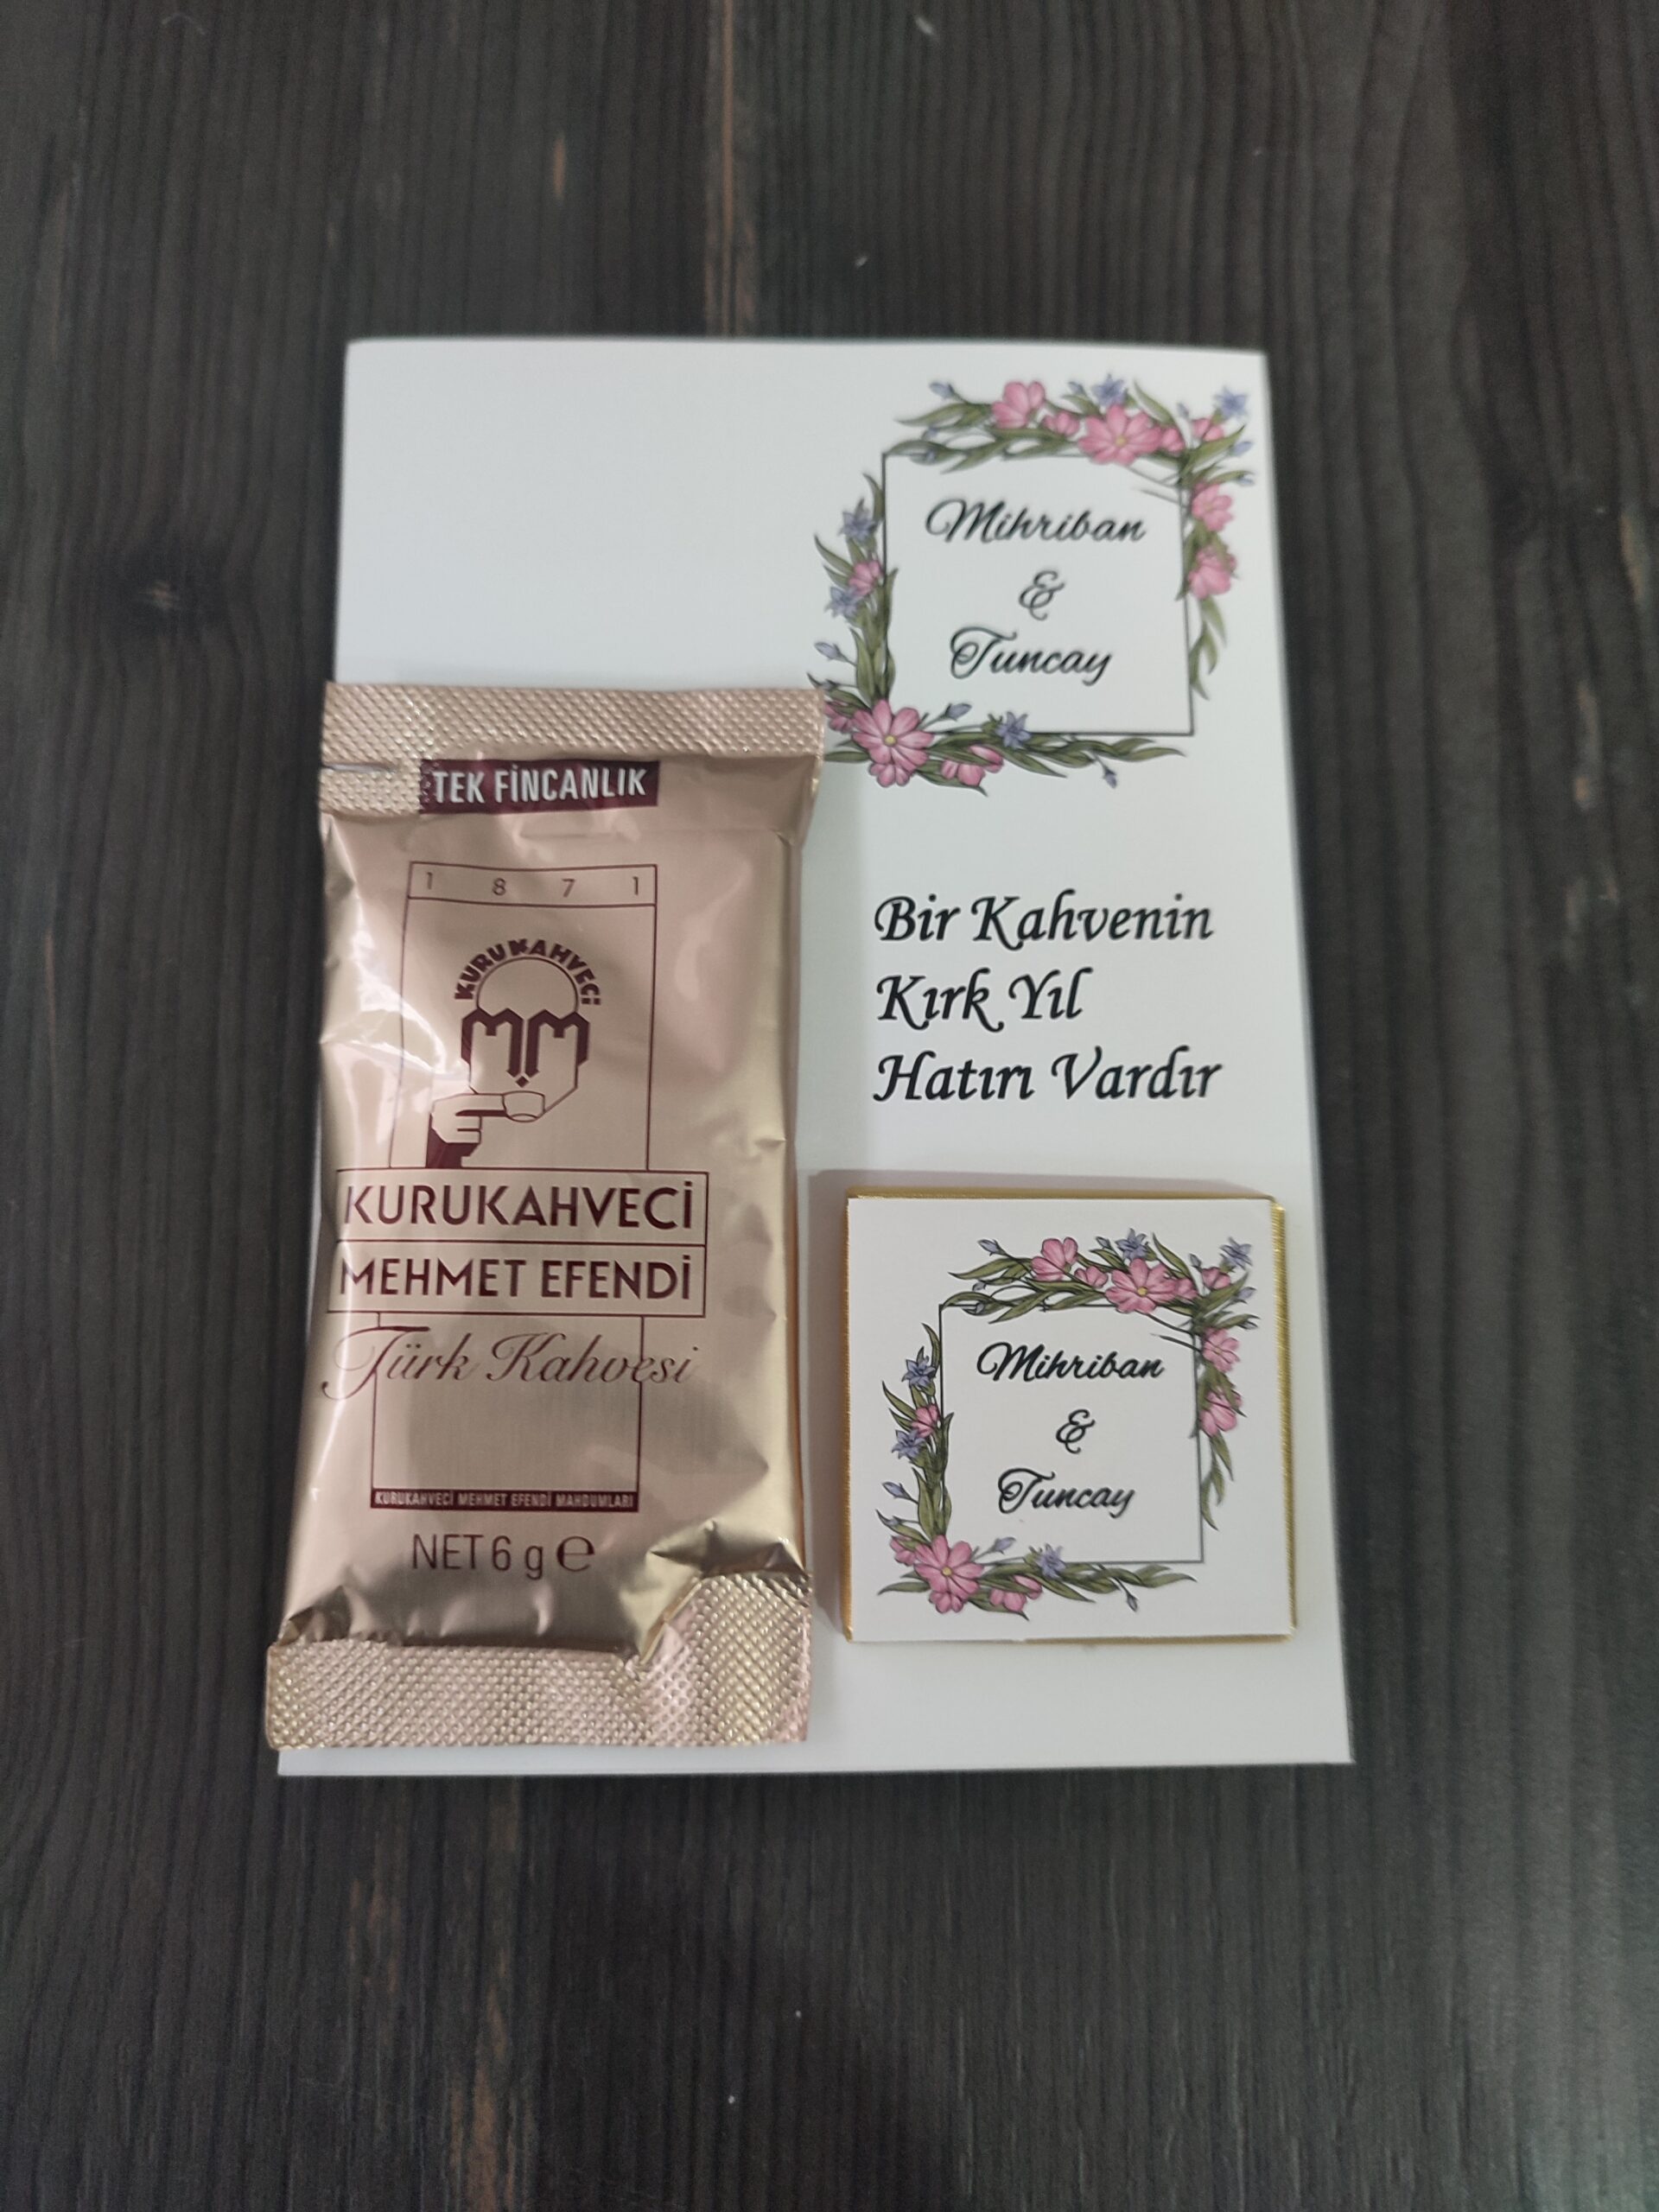 Mihriban
&
Tuncay
Bir Kahvenin
Kırk Yıl
Hatırı Vardır
TEK FİNCANLIK
1 8 7 1
KURUKAHVECİ
KURUKAHVECİ
MEHMET EFENDİ
Türk Kahvesi
KURUKAHVECİ MEHMET EFENDİ MAHDUMLARI
NET 6 g ℮
Mihriban
&
Tuncay